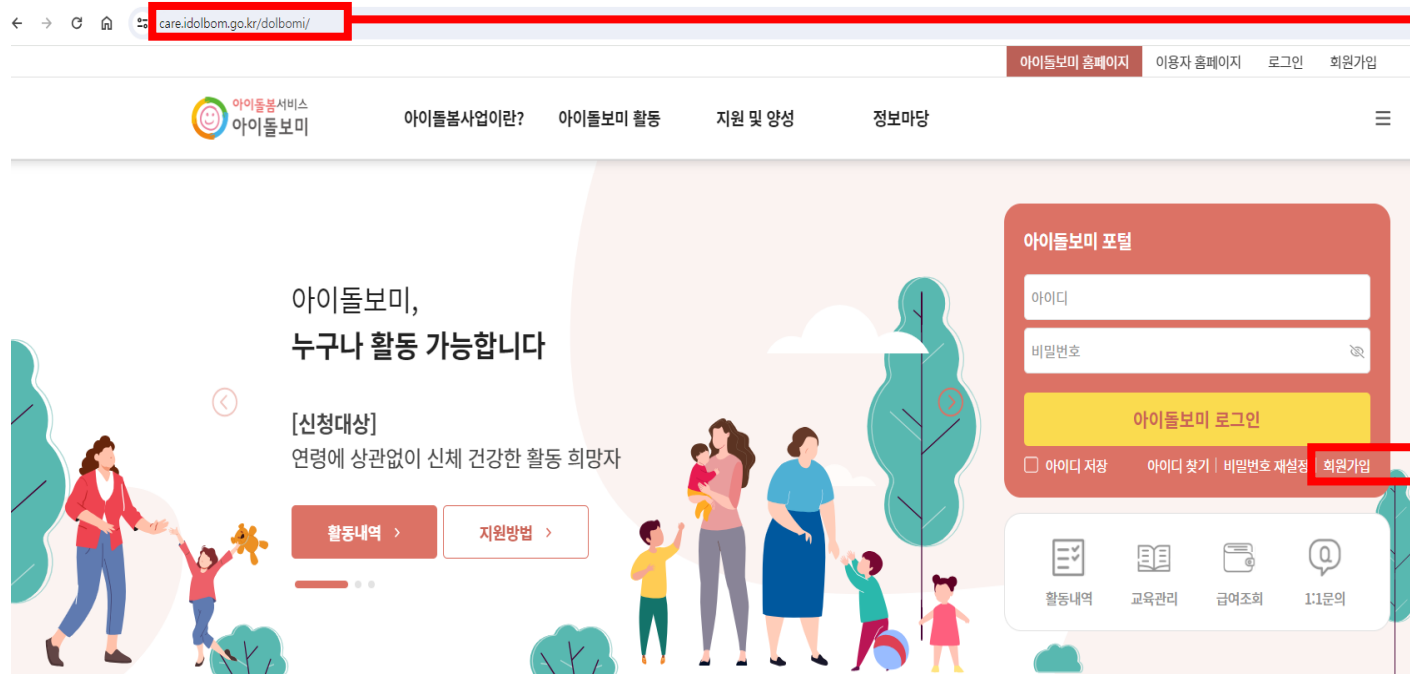 care.idolbom.go.kr/dolbomi/
아이돌보미 홈페이지 이용자 홈페이지 로그인 회원가입
아이돌봄서비스
아이돌보미
아이돌봄사업이란? 아이돌보미 활동 지원 및 양성 정보마당
아이돌보미,
누구나 활동 가능합니다
[신청대상]
연령에 상관없이 신체 건강한 활동 희망자
활동내역 >
지원방법 >
아이돌보미 포털
아이디
비밀번호
아이돌보미 로그인
아이디 저장 아이디 찾기 | 비밀번호 재설정 회원가입
활동내역 교육관리 급여조회 1:1문의